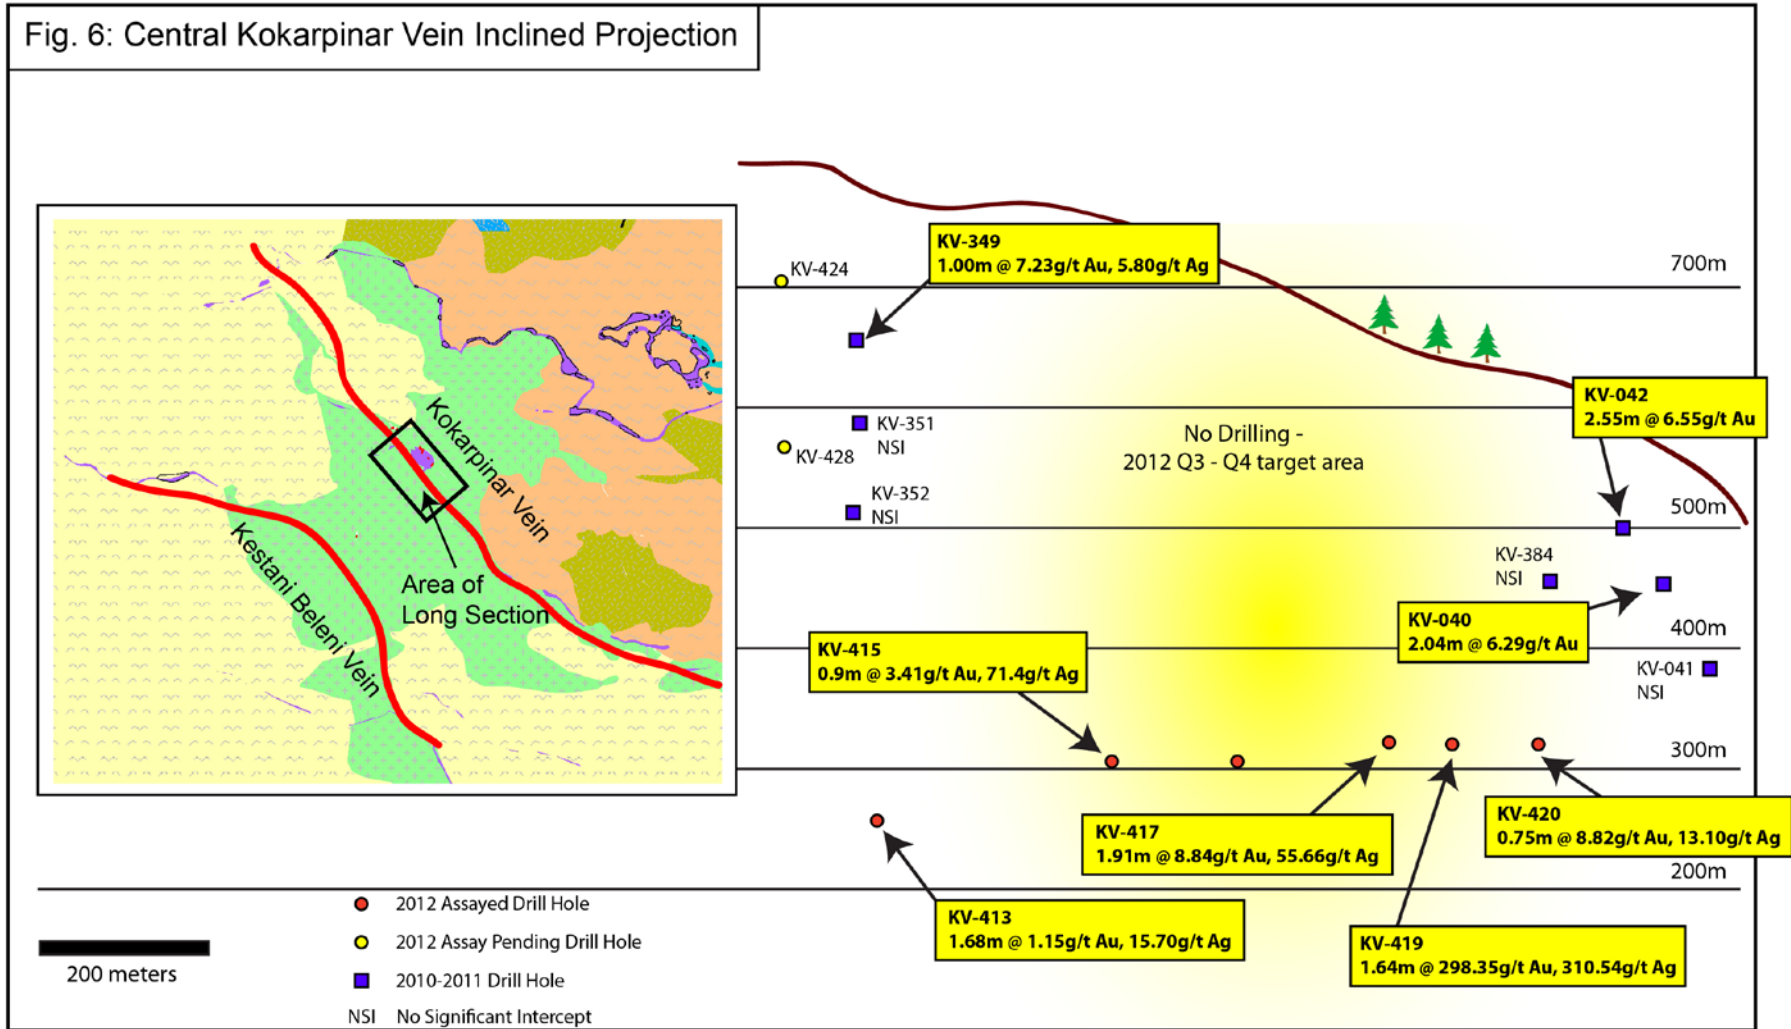 Fig. 6: Central Kokarpinar Vein Inclined Projection
Kokarpinar Vein
Kestani Beleni Vein
Area of
Long Section
KV-424
KV-349
1.00m @ 7.23g/t Au, 5.80g/t Ag
700m
KV-351
NSI
KV-428
KV-352
NSI
No Drilling -
2012 Q3 - Q4 target area
KV-042
2.55m @ 6.55g/t Au
500m
KV-384
NSI
KV-040
2.04m @ 6.29g/t Au
400m
KV-041
NSI
KV-415
0.9m @ 3.41g/t Au, 71.4g/t Ag
300m
KV-417
1.91m @ 8.84g/t Au, 55.66g/t Ag
KV-420
0.75m @ 8.82g/t Au, 13.10g/t Ag
200m
KV-413
1.68m @ 1.15g/t Au, 15.70g/t Ag
KV-419
1.64m @ 298.35g/t Au, 310.54g/t Ag
200 meters
2012 Assayed Drill Hole
2012 Assay Pending Drill Hole
2010-2011 Drill Hole
NSI No Significant Intercept